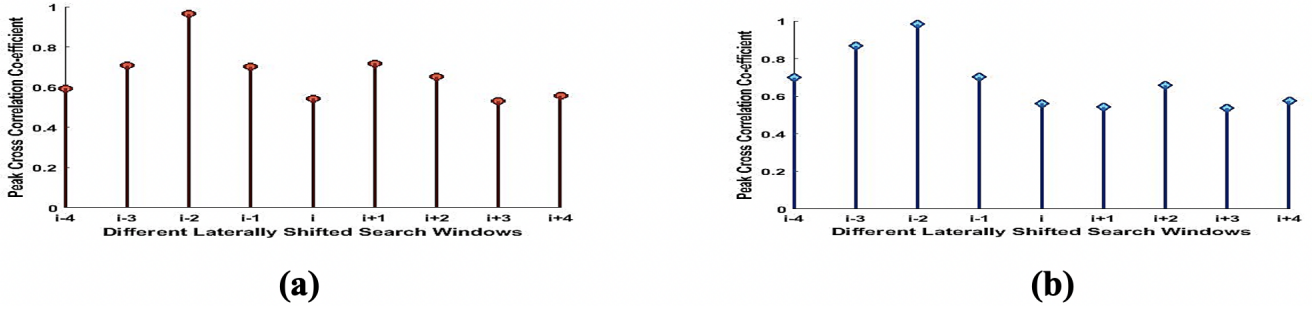 Peak Cross Correlation Co-efficient
1
0.8
0.6
0.4
0.2
0
i-4 i-3 i-2 i-1 i i+1 i+2 i+3 i+4
Different Laterally Shifted Search Windows
(a)
Peak Cross Correlation Co-efficient
1
0.8
0.6
0.4
0.2
0
i-4 i-3 i-2 i-1 i i+1 i+2 i+3 i+4
Different Laterally Shifted Search Windows
(b)